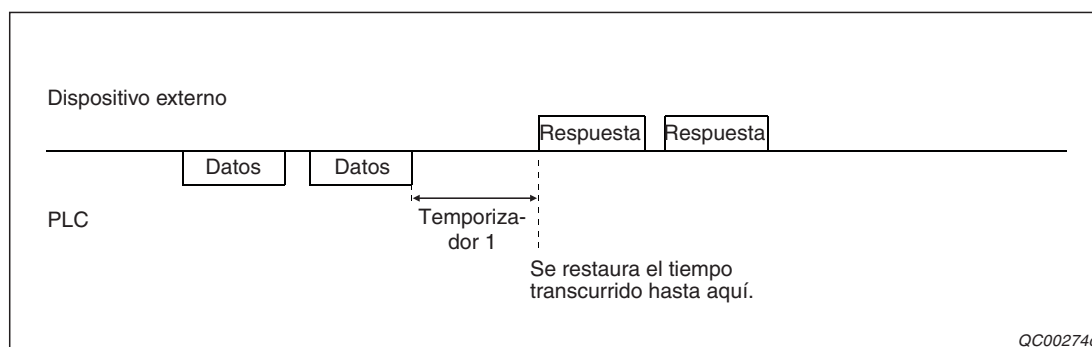 Dispositivo externo
Respuesta Respuesta
Datos Datos
PLC
Temporiza-
dor 1
Se restaura el tiempo
transcurrido hasta aquí.